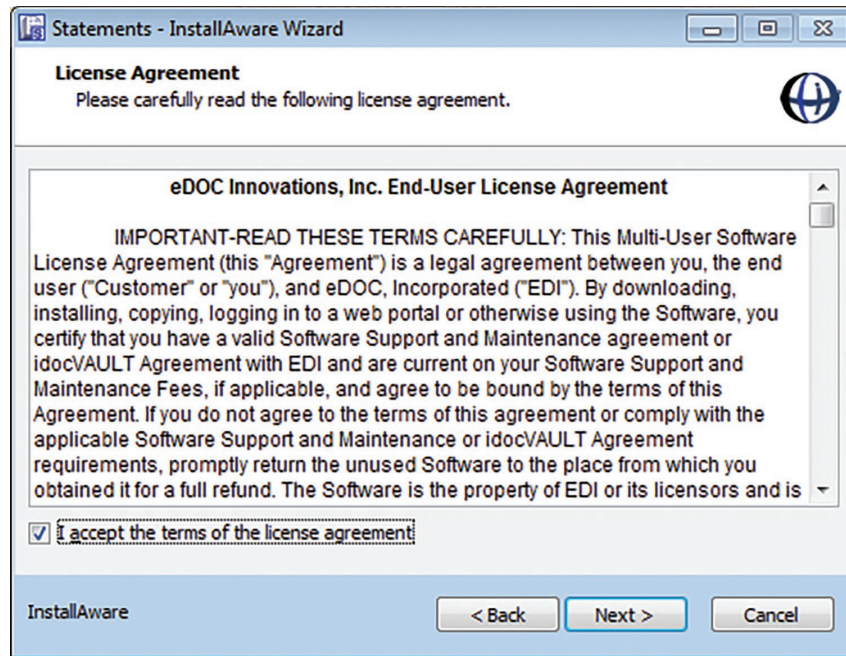 Statements - InstallAware Wizard
License Agreement
Please carefully read the following license agreement.
eDOC Innovations, Inc. End-User License Agreement
IMPORTANT-READ THESE TERMS CAREFULLY: This Multi-User Software
License Agreement (this "Agreement") is a legal agreement between you, the end
user ("Customer" or "you"), and eDOC, Incorporated ("EDI"). By downloading,
installing, copying, logging in to a web portal or otherwise using the Software, you
certify that you have a valid Software Support and Maintenance agreement or
idocVAULT Agreement with EDI and are current on your Software Support and
Maintenance Fees, if applicable, and agree to be bound by the terms of this
Agreement. If you do not agree to the terms of this agreement or comply with the
applicable Software Support and Maintenance or idocVAULT Agreement
requirements, promptly return the unused Software to the place from which you
obtained it for a full refund. The Software is the property of EDI or its licensors and is
I accept the terms of the license agreement
InstallAware
< Back
Next >
Cancel